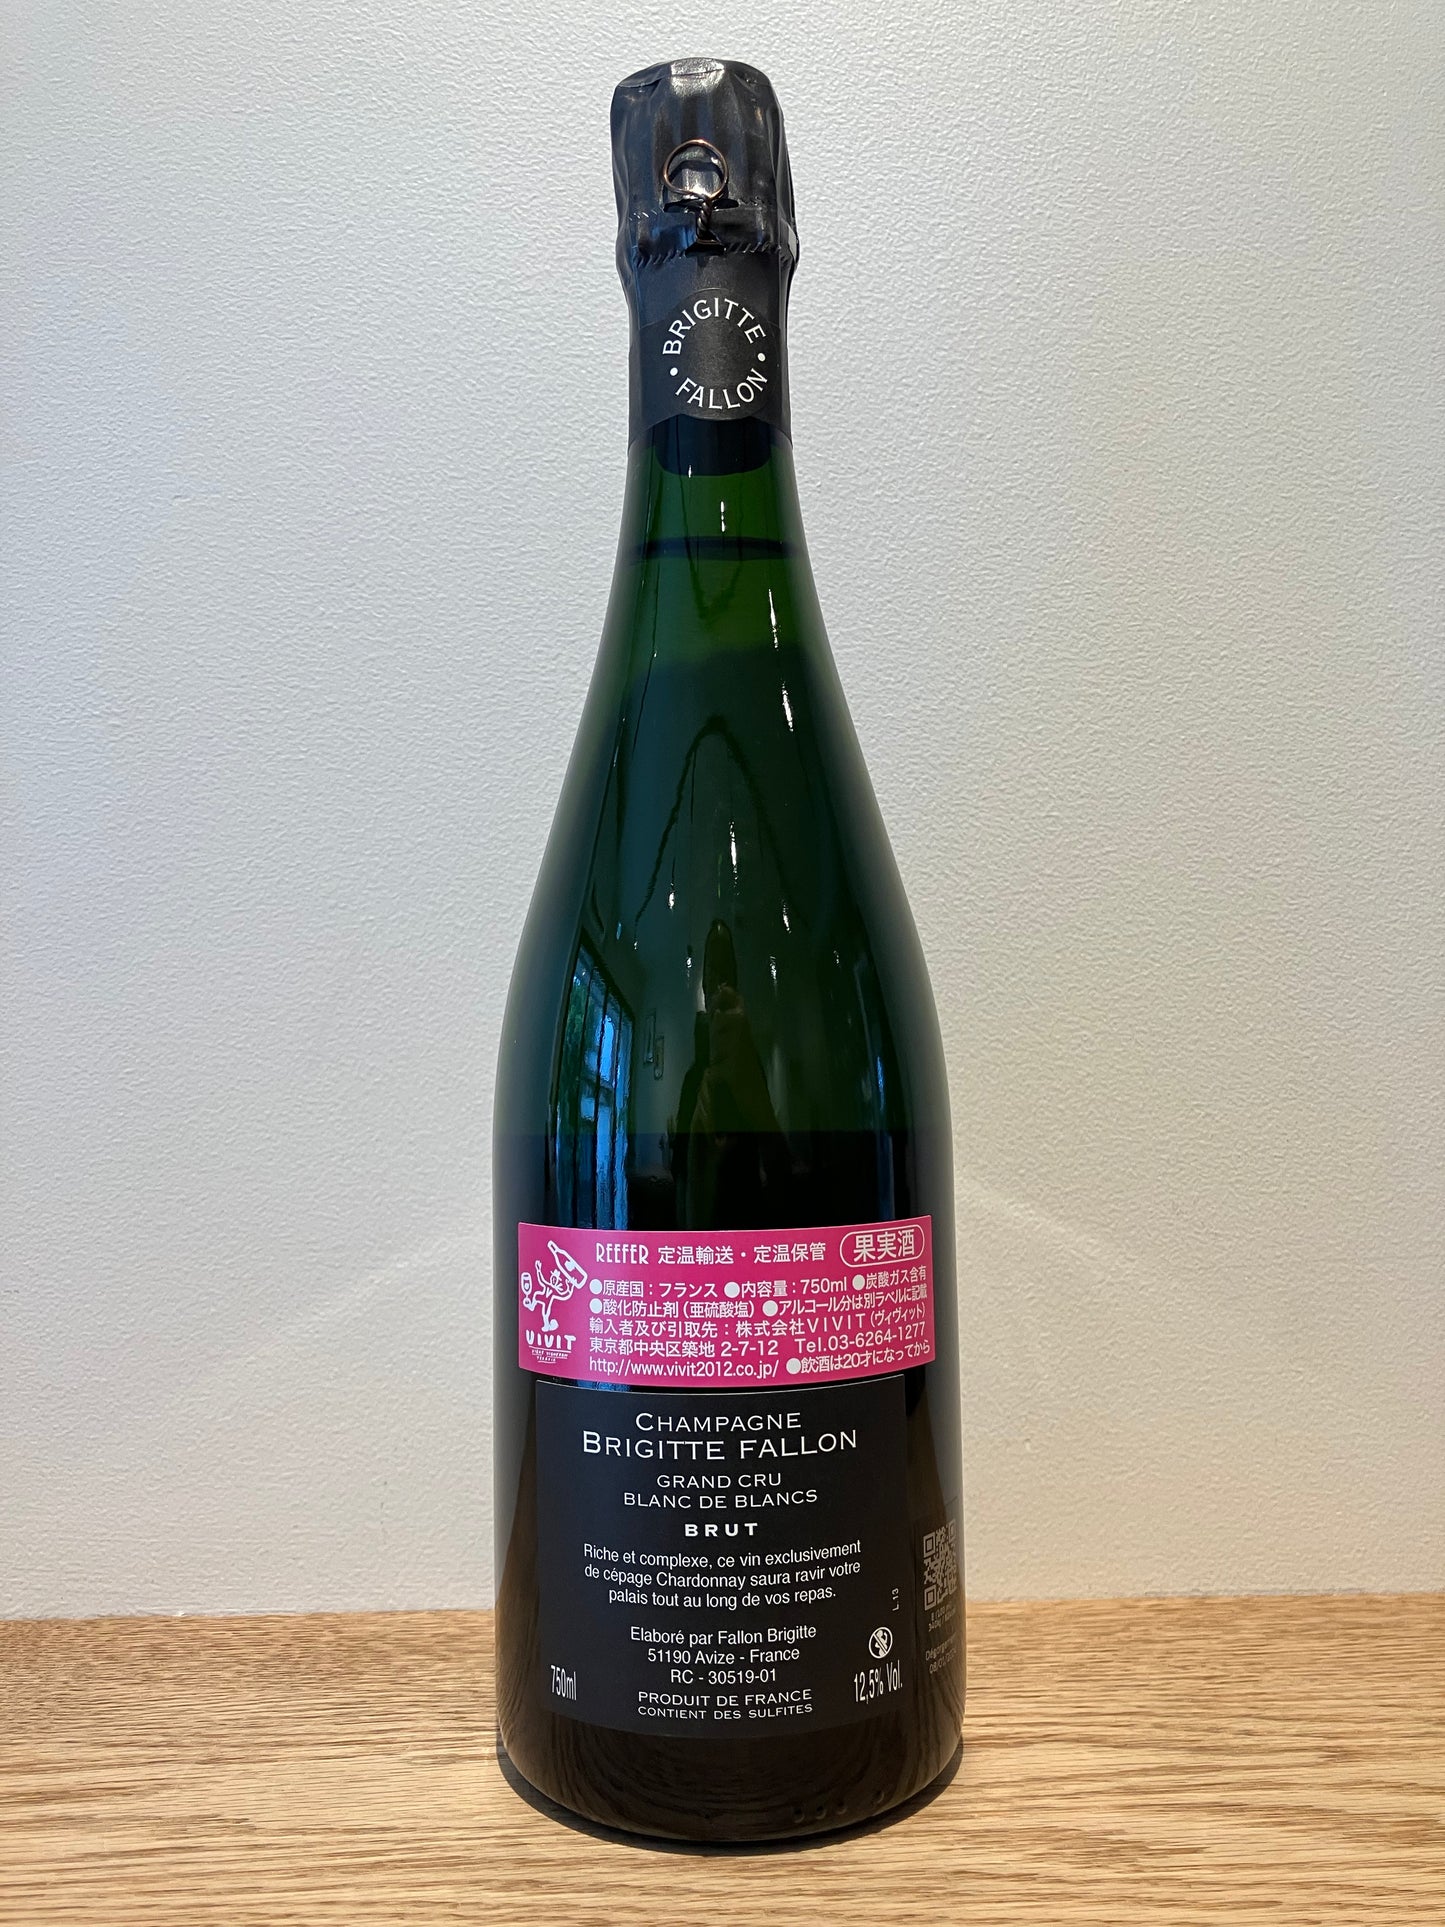 BRIGITTE
• FALLON •
REEFER 定温輸送・定温保管 果実酒
●原産国：フランス ●内容量：750ml ●炭酸ガス含有
●酸化防止剤（亜硫酸塩） ●アルコール分は別ラベルに記載
輸入者及び引取先：株式会社VIVIT（ヴィヴィット）
東京都中央区築地 2-7-12 Tel.03-6264-1277
http://www.vivit2012.co.jp/ ●飲酒は20才になってから
VIVIT
CHAMPAGNE
BRIGITTE FALLON
GRAND CRU
BLANC DE BLANCS
BRUT
Riche et complexe, ce vin exclusivement
de cépage Chardonnay saura ravir votre
palais tout au long de vos repas.
L.13
Elaboré par Fallon Brigitte
51190 Avize - France
RC - 30519-01
750ml
12,5% Vol.
PRODUIT DE FRANCE
CONTIENT DES SULFITES